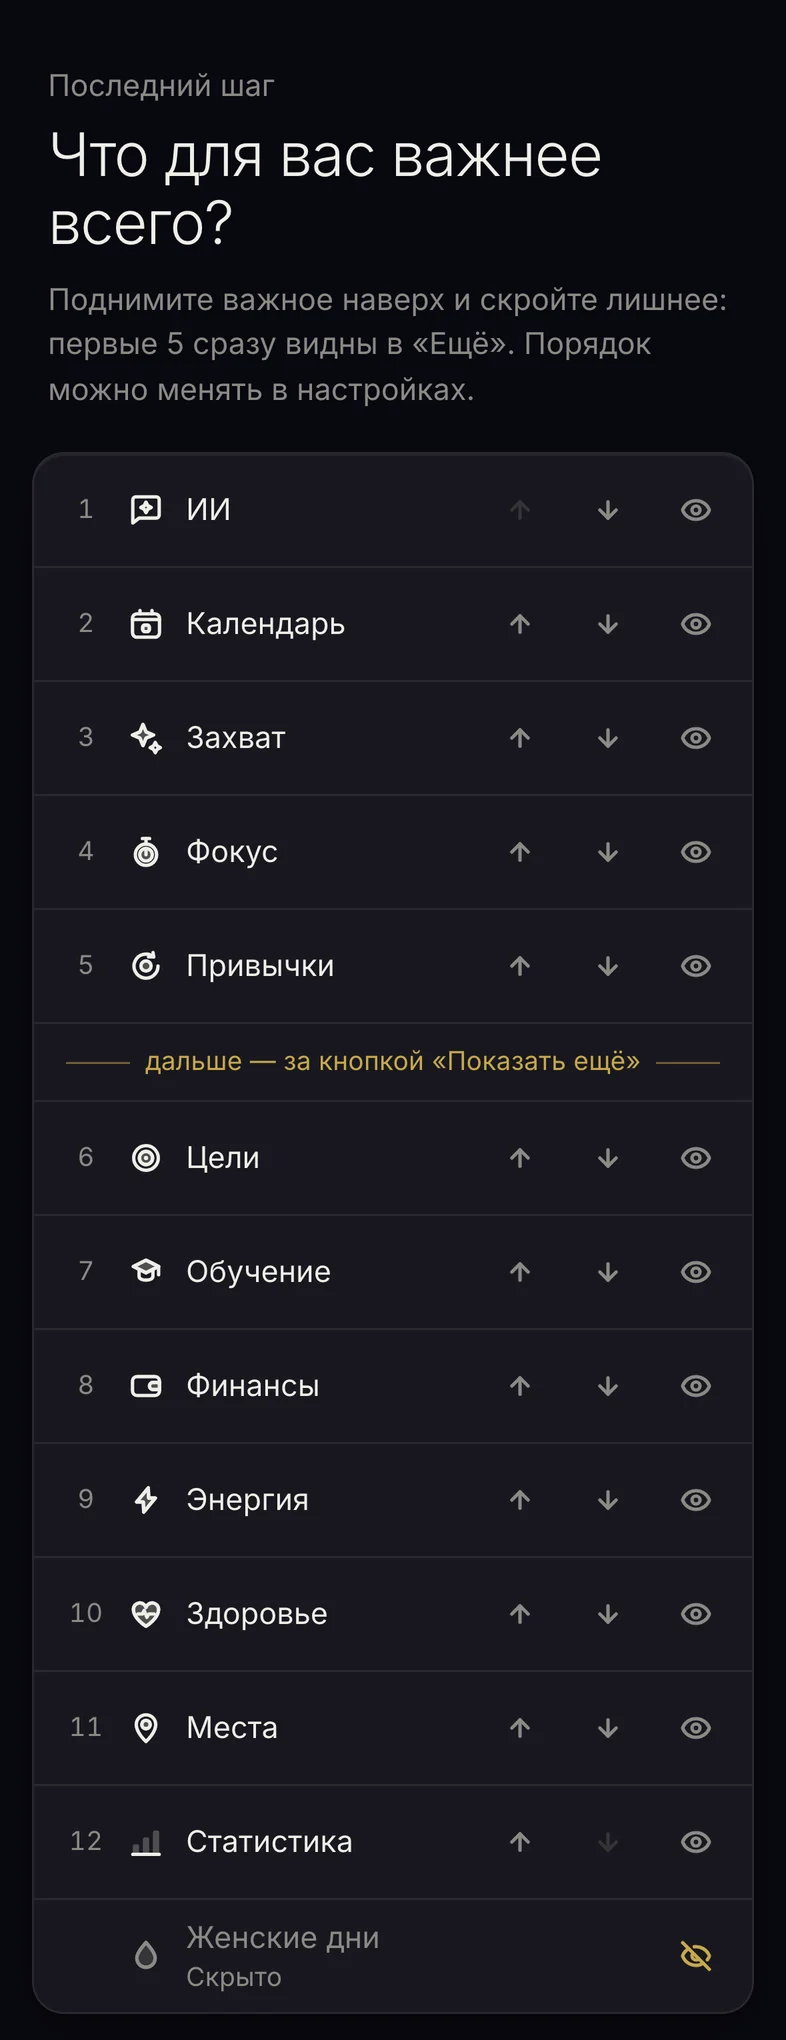 Последний шаг
Что для вас важнее
всего?
Поднимите важное наверх и скройте лишнее:
первые 5 сразу видны в «Ещё». Порядок
можно менять в настройках.
1 ИИ
2 Календарь
3 Захват
4 Фокус
5 Привычки
дальше — за кнопкой «Показать ещё»
6 Цели
7 Обучение
8 Финансы
9 Энергия
10 Здоровье
11 Места
12 Статистика
Женские дни
Скрыто